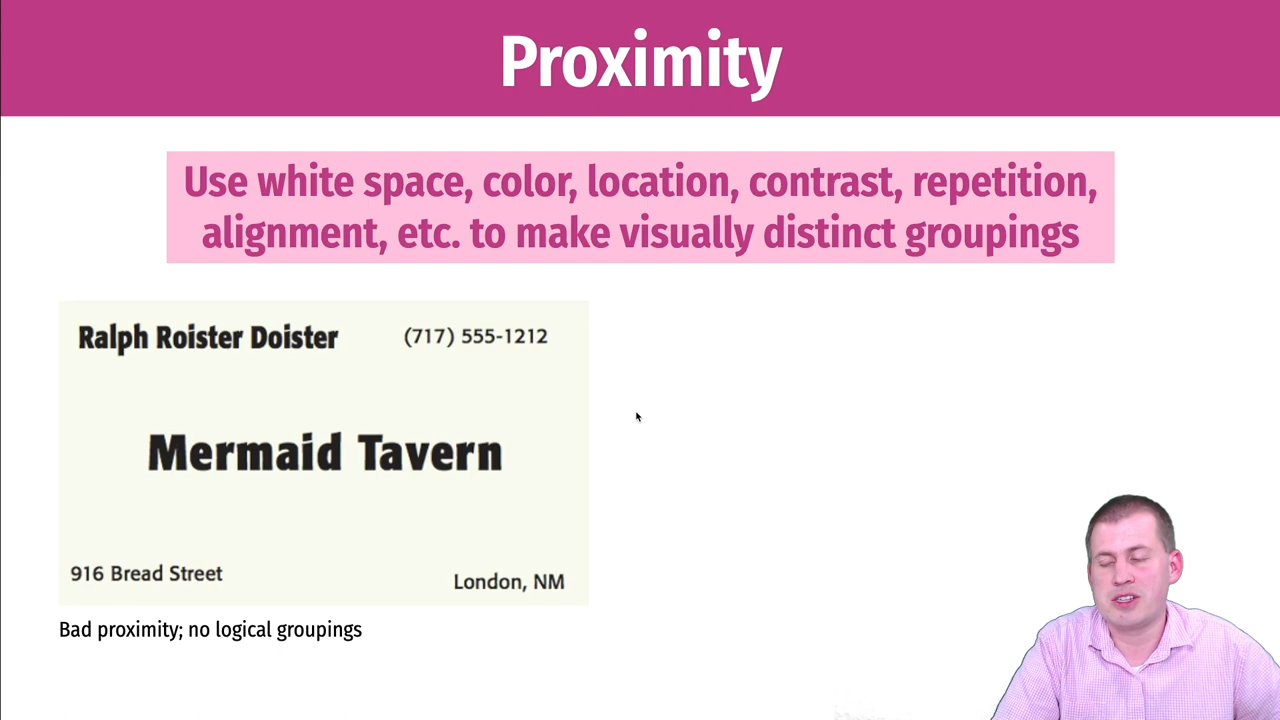 Proximity
Use white space, color, location, contrast, repetition,
alignment, etc. to make visually distinct groupings
Ralph Roister Doister
(717) 555-1212
Mermaid Tavern
916 Bread Street
London, NM
Bad proximity; no logical groupings